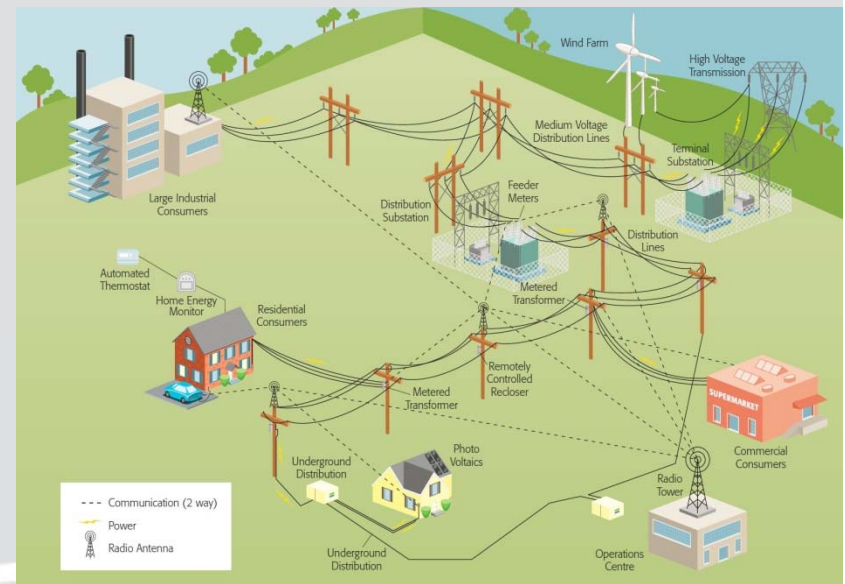 Wind Farm
High Voltage
Transmission
Medium Voltage
Distribution Lines
Terminal
Substation
Large Industrial
Consumers
Distribution
Substation
Feeder
Meters
Distribution
Lines
Automated
Thermostat
Home Energy
Monitor
Residential
Consumers
Metered
Transformer
Metered
Transformer
Remotely
Controlled
Recloser
SUPERMARKET
Commercial
Consumers
Underground
Distribution
Photo
Voltaics
Radio
Tower
Communication (2 way)
Power
Radio Antenna
Underground
Distribution
Operations
Centre